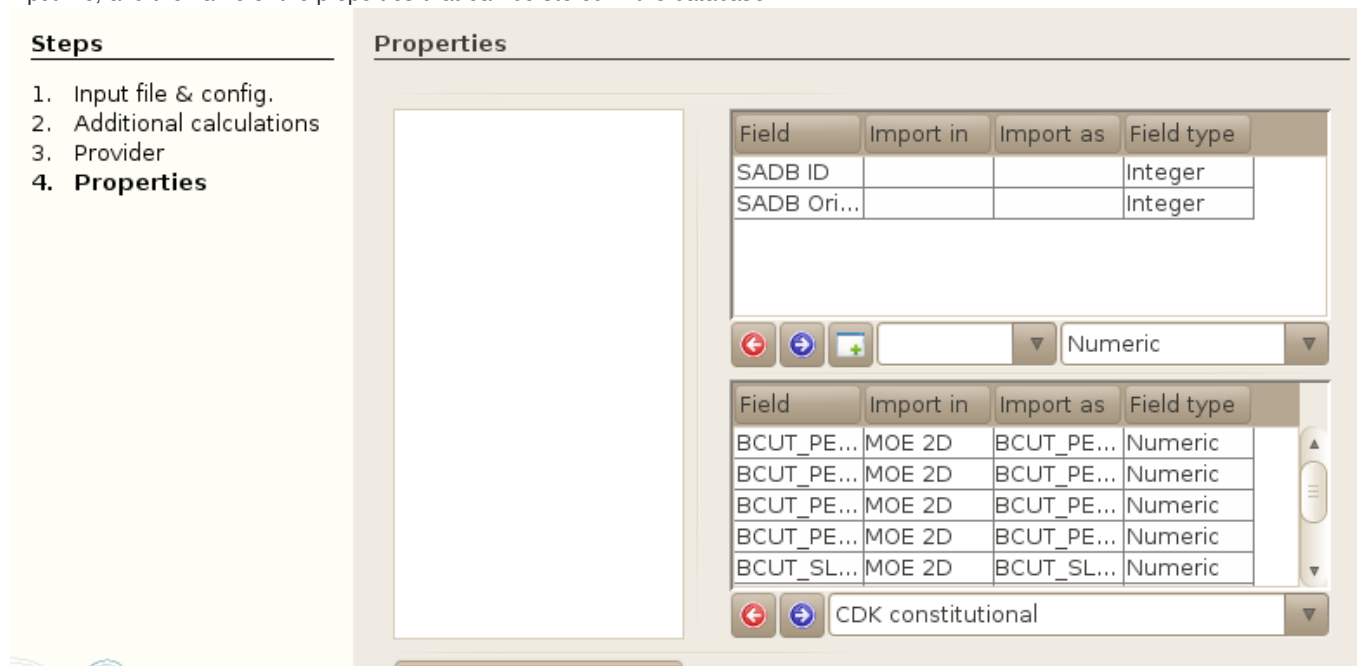 Steps
1. Input file & config.
2. Additional calculations
3. Provider
4. Properties
Properties
Field Import in Import as Field type
SADB ID Integer
SADB Ori... Integer
Numeric
Field Import in Import as Field type
BCUT_PE... MOE 2D BCUT_PE... Numeric
BCUT_PE... MOE 2D BCUT_PE... Numeric
BCUT_PE... MOE 2D BCUT_PE... Numeric
BCUT_PE... MOE 2D BCUT_PE... Numeric
BCUT_SL... MOE 2D BCUT_SL... Numeric
CDK constitutional